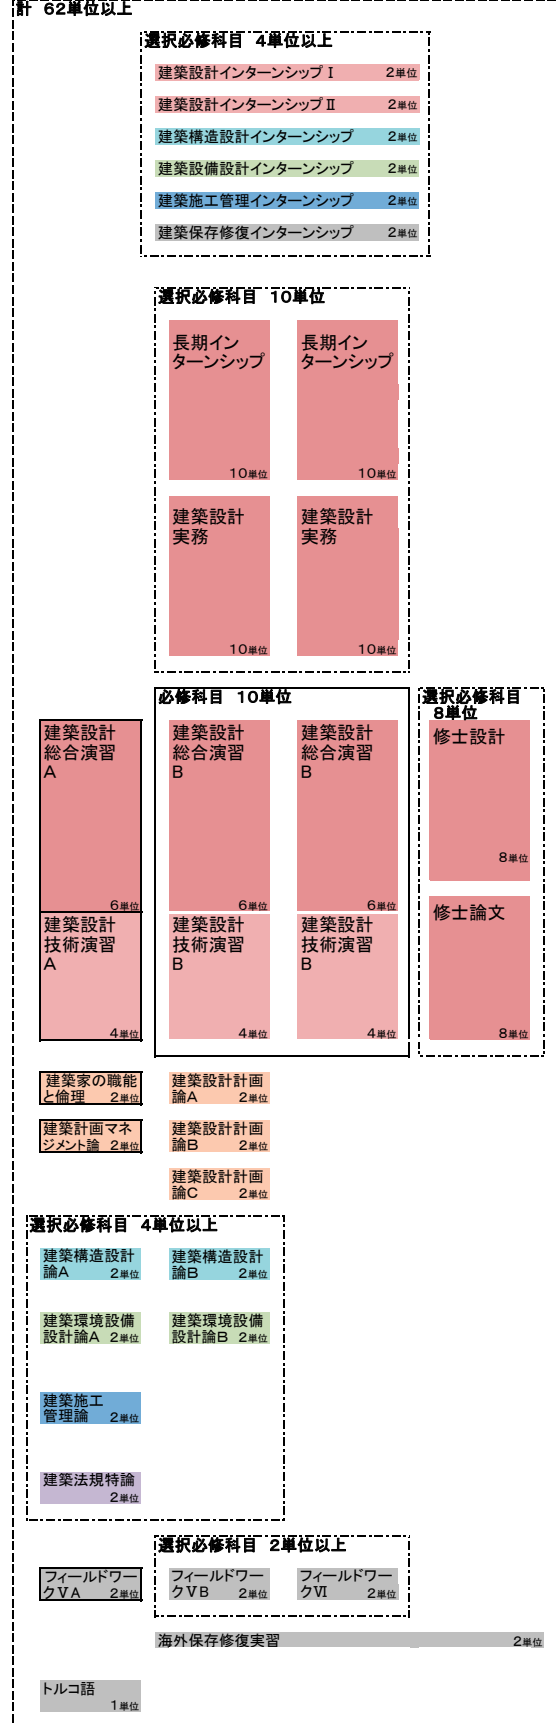 計 62単位以上
選択必修科目 4単位以上
建築設計インターンシップⅠ 2単位
建築設計インターンシップⅡ 2単位
建築構造設計インターンシップ 2単位
建築設備設計インターンシップ 2単位
建築施工管理インターンシップ 2単位
建築保存修復インターンシップ 2単位
選択必修科目 10単位
長期イン
ターンシップ
10単位
長期イン
ターンシップ
10単位
建築設計
実務
10単位
建築設計
実務
10単位
必修科目 10単位
選択必修科目
8単位
建築設計
総合演習
A
6単位
建築設計
総合演習
B
6単位
建築設計
総合演習
B
6単位
修士設計
8単位
建築設計
技術演習
A
4単位
建築設計
技術演習
B
4単位
建築設計
技術演習
B
4単位
修士論文
8単位
建築家の職能
と倫理 2単位
建築設計計画
論A 2単位
建築計画マネ
ジメント論 2単位
建築設計計画
論B 2単位
建築設計計画
論C 2単位
選択必修科目 4単位以上
建築構造設計
論A 2単位
建築構造設計
論B 2単位
建築環境設備
設計論A 2単位
建築環境設備
設計論B 2単位
建築施工
管理論 2単位
建築法規特論
2単位
選択必修科目 2単位以上
フィールドワー
クⅤA 2単位
フィールドワー
クⅤB 2単位
フィールドワー
クⅥ 2単位
海外保存修復実習 2単位
トルコ語
1単位